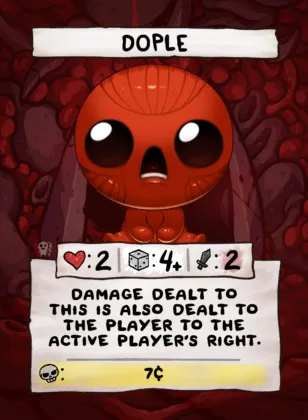 DOPLE
:2 :4+ :2
DAMAGE DEALT TO
THIS IS ALSO DEALT TO
THE PLAYER TO THE
ACTIVE PLAYER'S RIGHT.
: 7¢